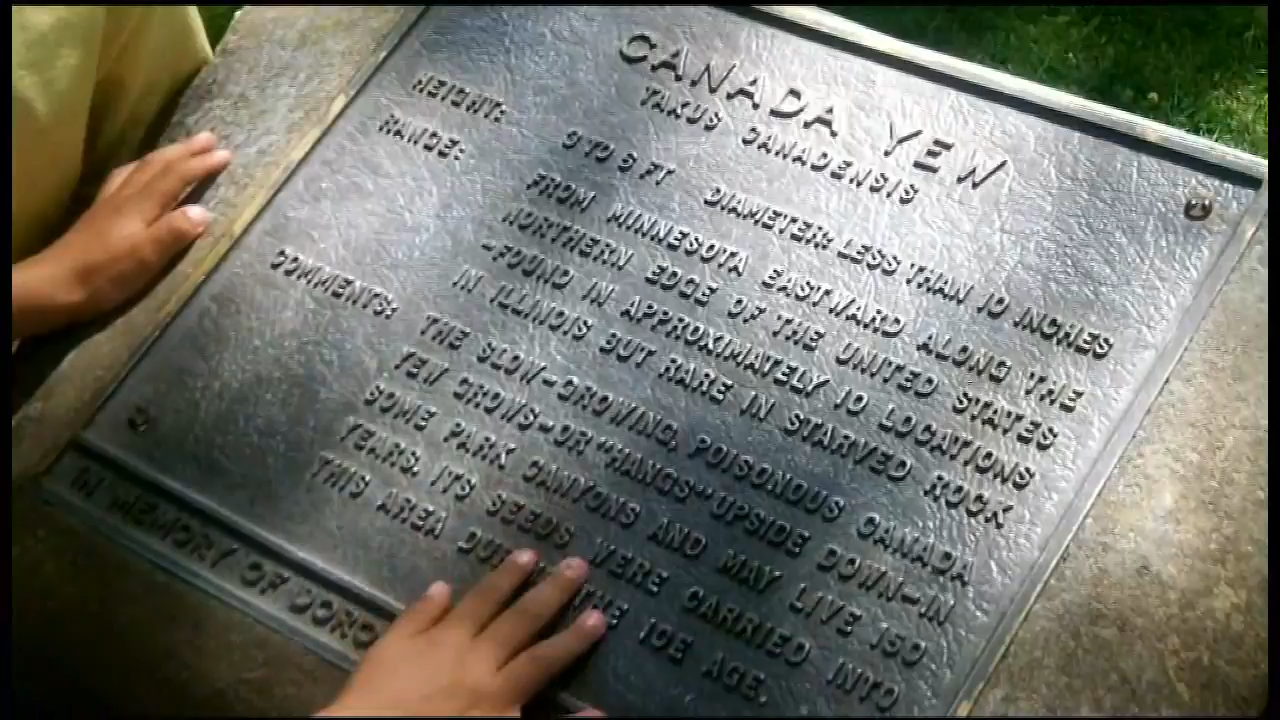 CANADA YEW
TAXUS CANADENSIS
HEIGHT: 3 TO 6 FT DIAMETER: LESS THAN 10 INCHES
RANGE: FROM MINNESOTA EASTWARD ALONG THE
NORTHERN EDGE OF THE UNITED STATES
-FOUND IN APPROXIMATELY 10 LOCATIONS
IN ILLINOIS BUT RARE IN STARVED ROCK
COMMENTS: THE SLOW-GROWING, POISONOUS CANADA
YEW GROWS-OR "HANGS" UPSIDE DOWN-IN
SOME PARK CANYONS AND MAY LIVE 150
YEARS. ITS SEEDS WERE CARRIED INTO
THIS AREA THE ICE AGE.
IN MEMORY OF